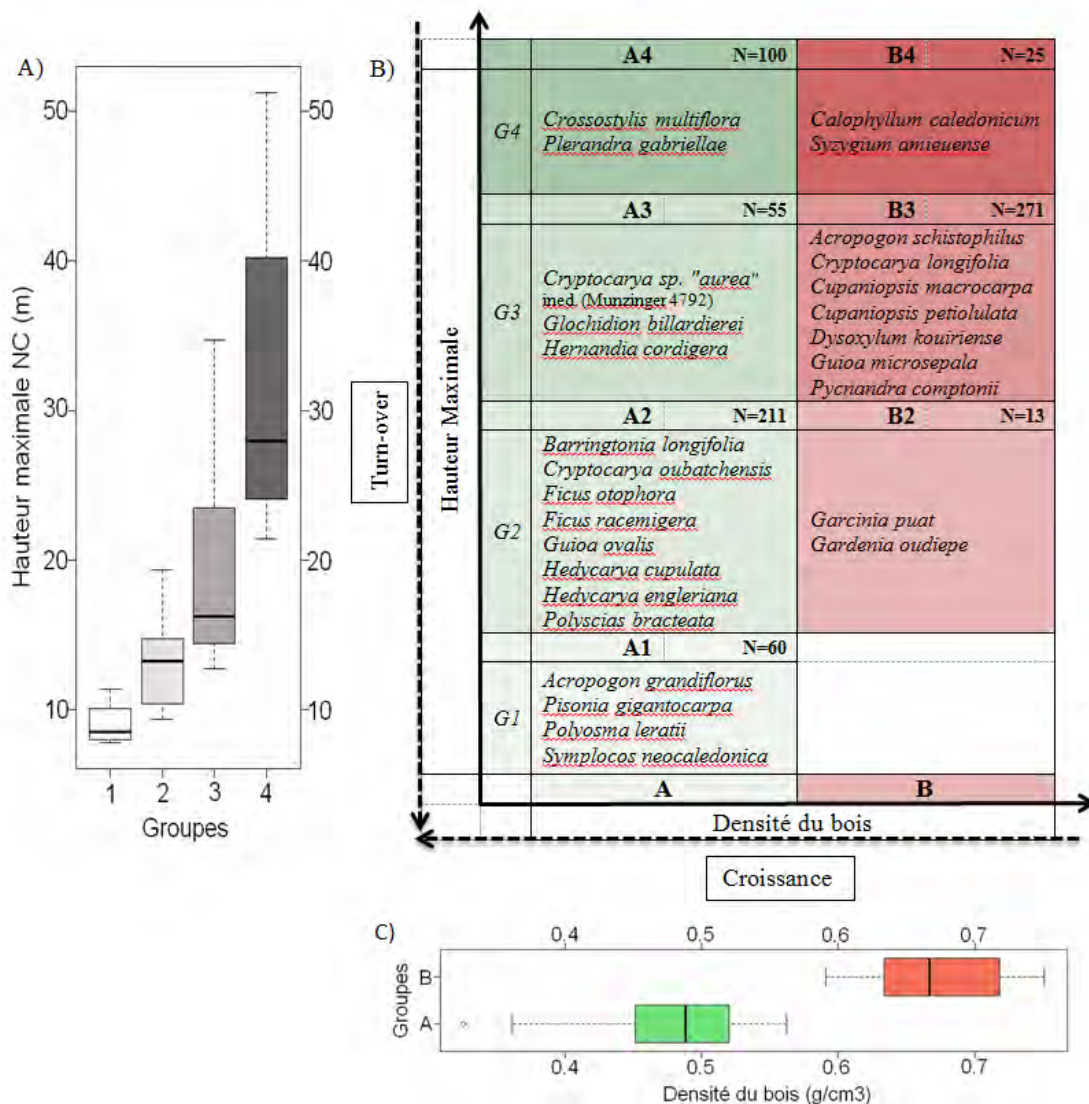 A)
50
40
30
20
10
50
40
30
20
10
Hauteur maximale NC (m)
1 2 3 4
Groupes
B)
Turn-over
Hauteur Maximale
A4 N=100 B4 N=25
G4
Crossostylis multiflora
Plerandra gabriellae
Calophyllum caledonicum
Syzygium amieuense
A3 N=55 B3 N=271
G3
Cryptocarya sp. "aurea"
ined. (Munzinger 4792)
Glochidion billardierei
Hernandia cordigera
Acropogon schistophilus
Cryptocarya longifolia
Cupaniopsis macrocarpa
Cupaniopsis petiolulata
Dysoxylum kouiriense
Guioa microsepala
Pycnandra comptonii
A2 N=211 B2 N=13
G2
Barringtonia longifolia
Cryptocarya oubatchensis
Ficus otophora
Ficus racemigera
Guioa ovalis
Hedycarya cupulata
Hedycarya engleriana
Polyscias bracteata
Garcinia puat
Gardenia oudiepe
A1 N=60
G1
Acropogon grandiflorus
Pisonia gigantocarpa
Polyosma leratii
Symplocos neocaledonica
A B
Densité du bois
Croissance
C)
0.4 0.5 0.6 0.7
Groupes
B
A
0.4 0.5 0.6 0.7
Densité du bois (g/cm3)